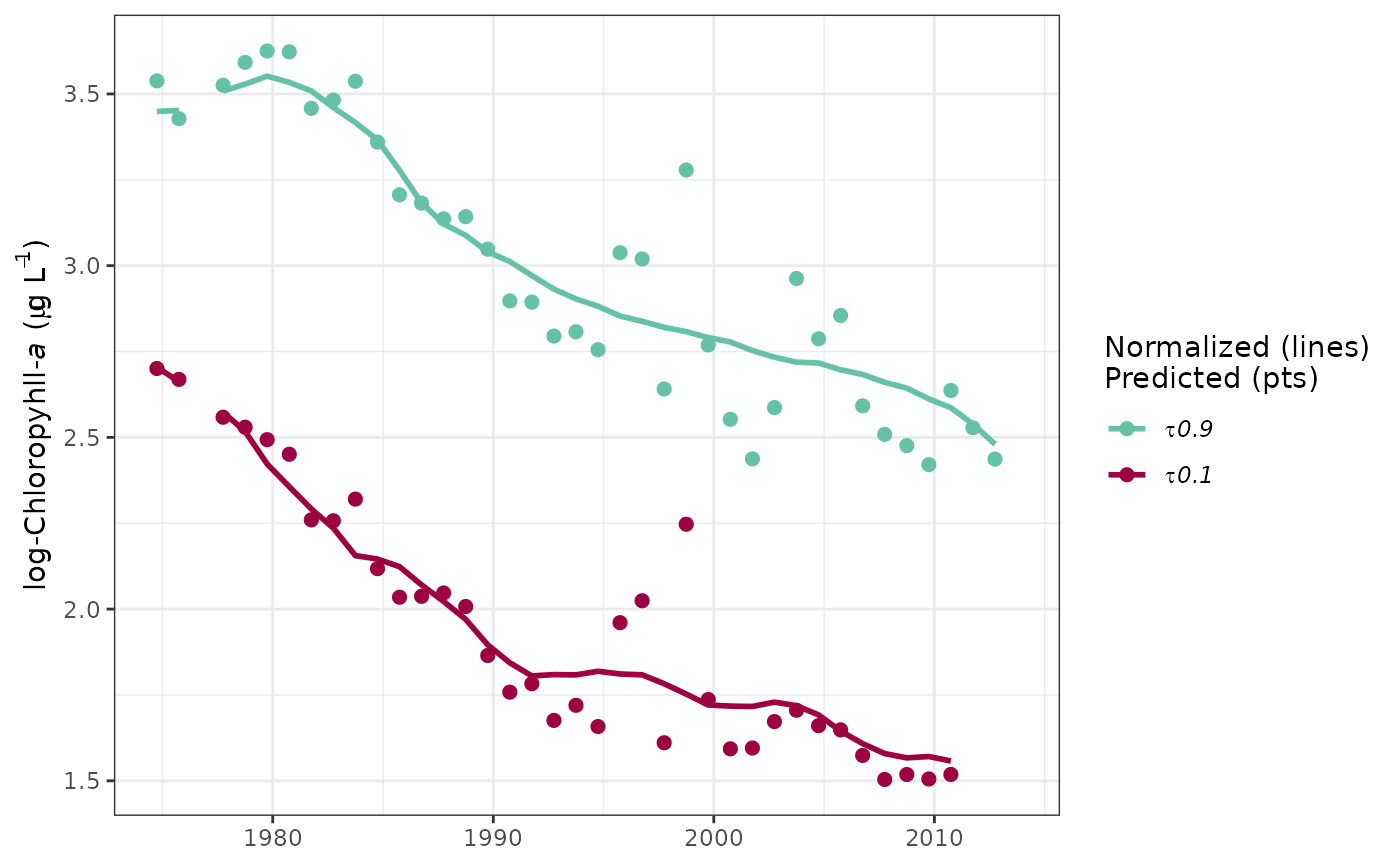 log-Chloropyhll-a (μg L⁻¹)
3.5
3.0
2.5
2.0
1.5
1980 1990 2000 2010
Normalized (lines)
Predicted (pts)
τ0.9
τ0.1